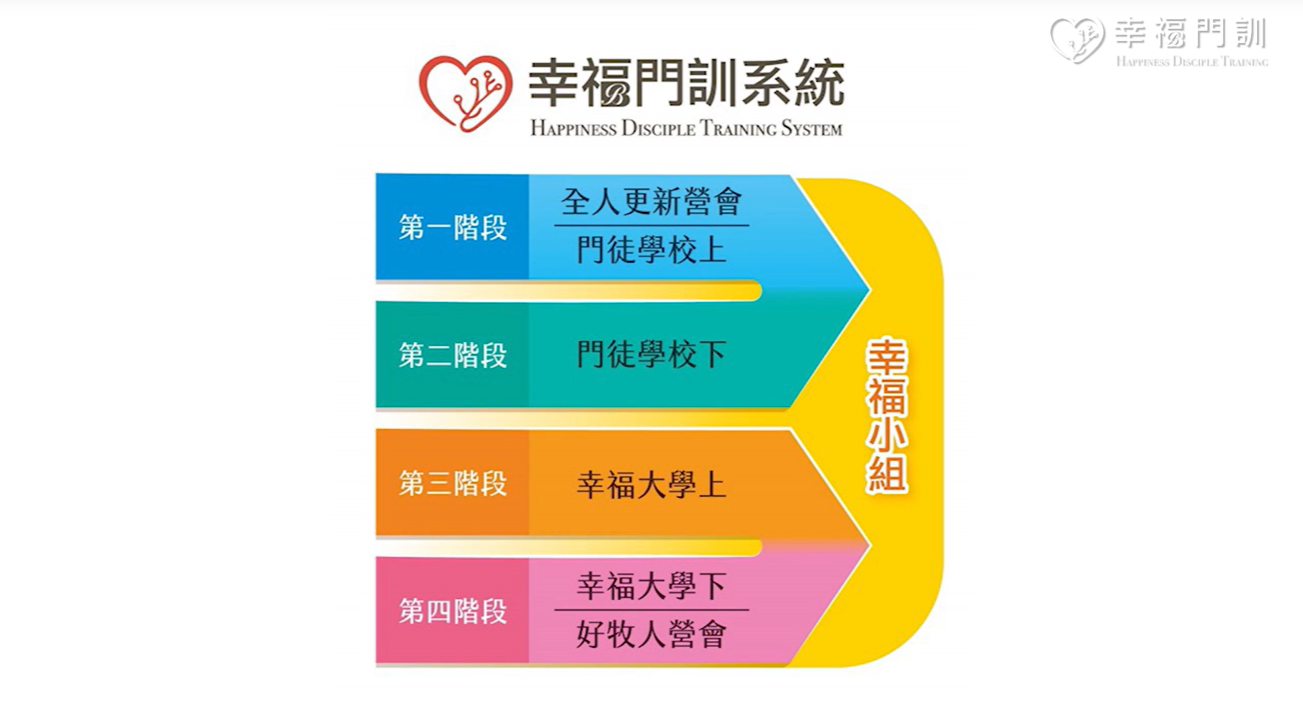 幸福門訓
HAPPINESS DISCIPLE TRAINING
幸福門訓系統
HAPPINESS DISCIPLE TRAINING SYSTEM
第一階段
全人更新營會
門徒學校上
第二階段
門徒學校下
第三階段
幸福大學上
第四階段
幸福大學下
好牧人營會
幸福小組